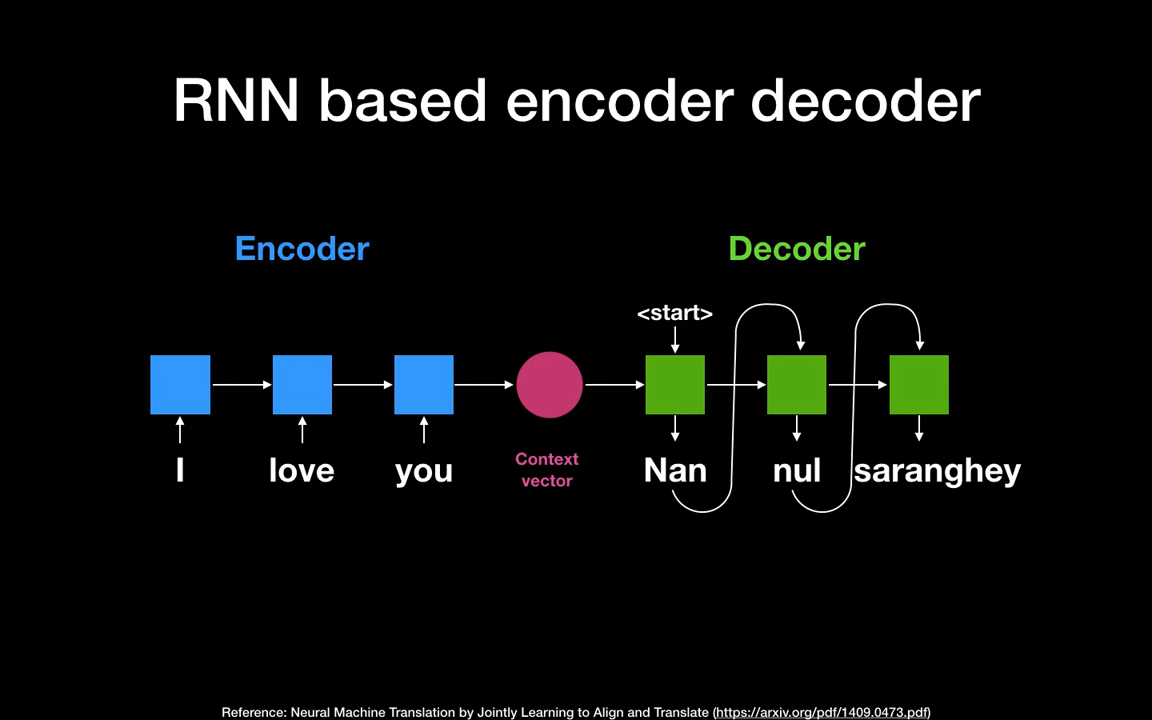 RNN based encoder decoder
Encoder
Decoder
<start>
I love you
Context
vector
Nan nul saranghey
Reference: Neural Machine Translation by Jointly Learning to Align and Translate (https://arxiv.org/pdf/1409.0473.pdf)